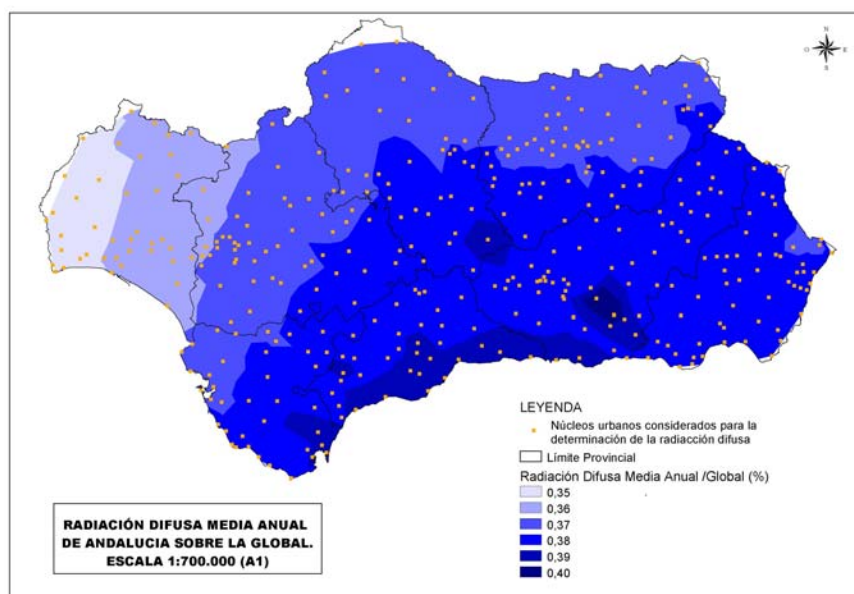 N
O E
S
LEYENDA
Núcleos urbanos considerados para la
determinación de la radiacción difusa
Límite Provincial
Radiación Difusa Media Anual /Global (%)
0,35
0,36
0,37
0,38
0,39
0,40
RADIACIÓN DIFUSA MEDIA ANUAL
DE ANDALUCIA SOBRE LA GLOBAL.
ESCALA 1:700.000 (A1)